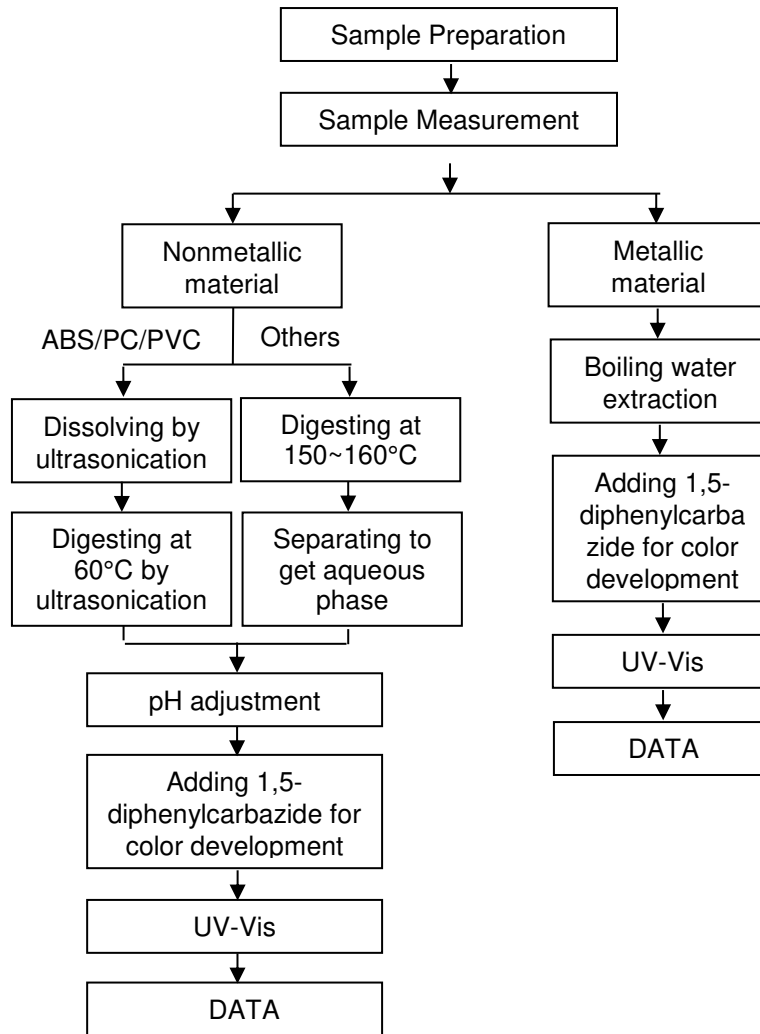 Sample Preparation
Sample Measurement
Nonmetallic
material
Metallic
material
ABS/PC/PVC
Others
Boiling water
extraction
Dissolving by
ultrasonication
Digesting at
150~160°C
Adding 1,5-
diphenylcarba
zide for color
development
Digesting at
60°C by
ultrasonication
Separating to
get aqueous
phase
UV-Vis
pH adjustment
DATA
Adding 1,5-
diphenylcarbazide for
color development
UV-Vis
DATA